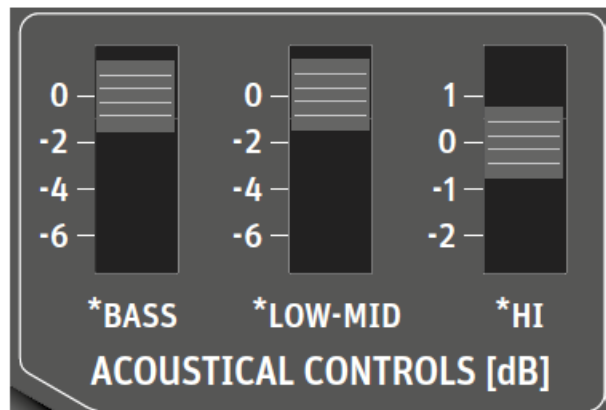 0 0 1
-2 -2 0
-4 -4 -1
-6 -6 -2
*BASS *LOW-MID *HI
ACOUSTICAL CONTROLS [dB]